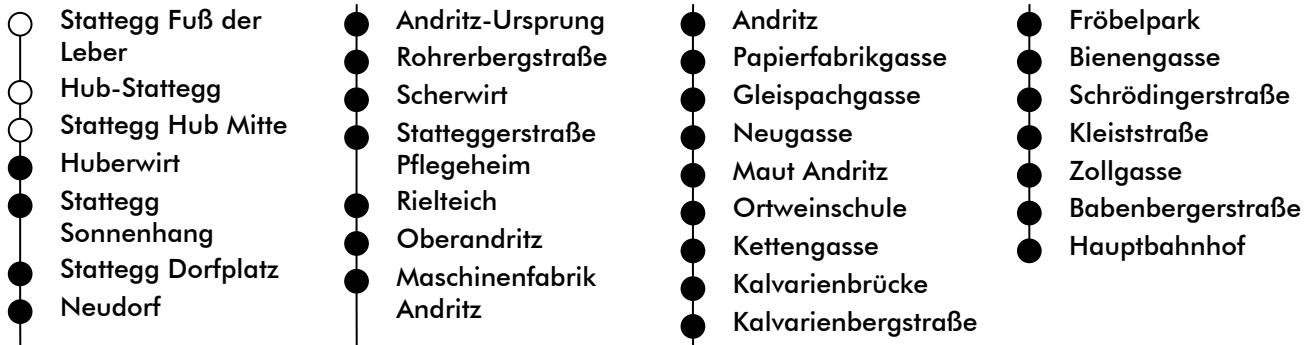 Stattegg Fuß der
Leber
Hub-Stattegg
Stattegg Hub Mitte
Huberwirt
Stattegg
Sonnenhang
Stattegg Dorfplatz
Neudorf
Andritz-Ursprung
Rohrerbergstraße
Scherwirt
Statteggerstraße
Pflegeheim
Rielteich
Oberandritz
Maschinenfabrik
Andritz
Andritz
Papierfabrikgasse
Gleispachgasse
Neugasse
Maut Andritz
Ortweinschule
Kettengasse
Kalvarienbrücke
Kalvarienbergstraße
Fröbelpark
Bienengasse
Schrödingerstraße
Kleiststraße
Zollgasse
Babenbergerstraße
Hauptbahnhof